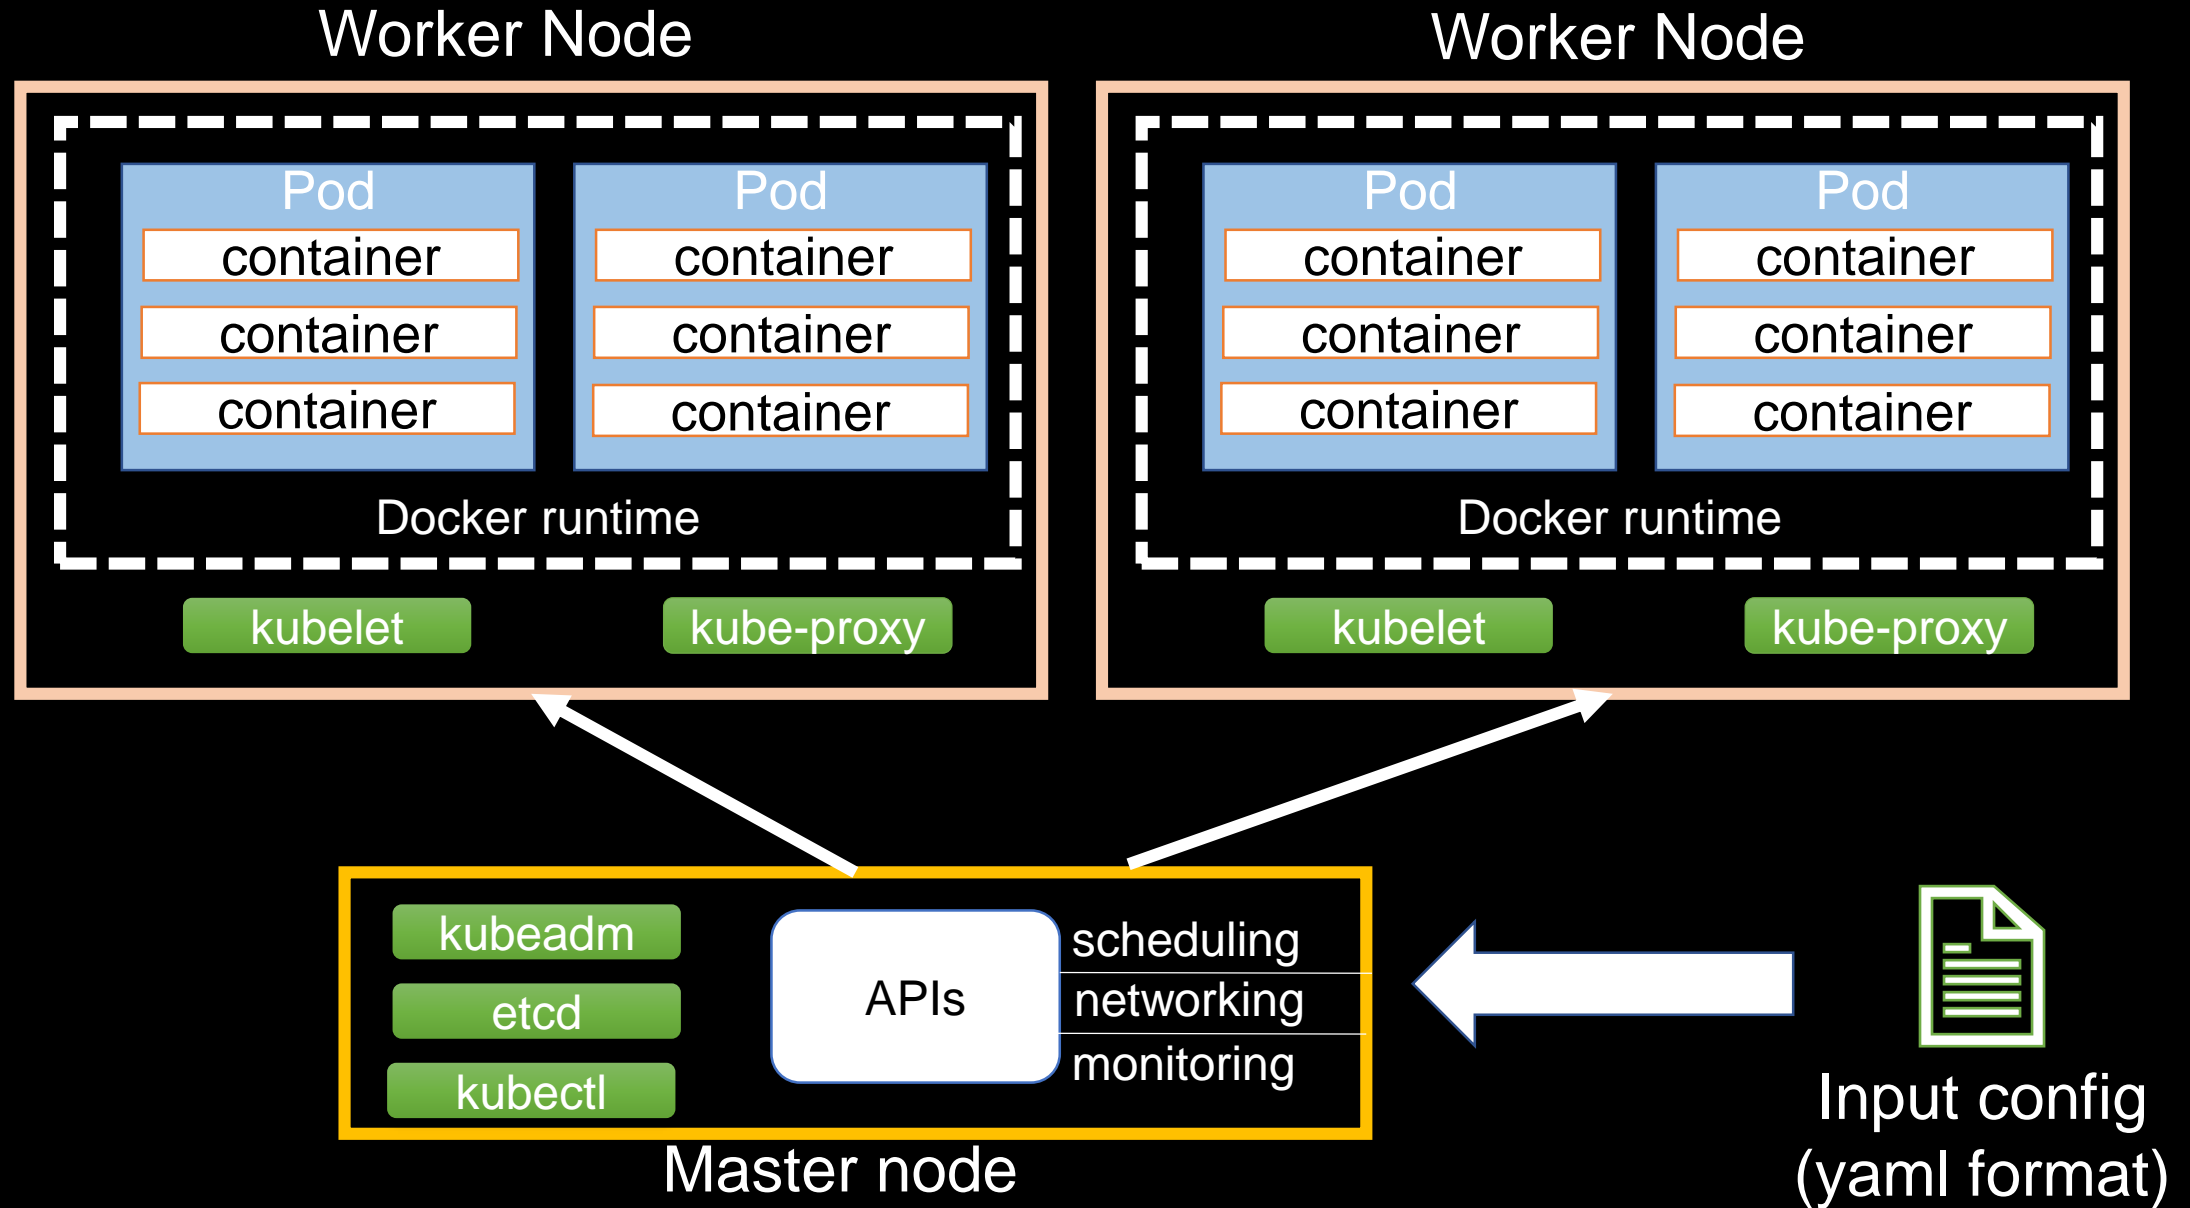 Worker Node
Pod
container
container
container
Pod
container
container
container
Docker runtime
kubelet
kube-proxy
Worker Node
Pod
container
container
container
Pod
container
container
container
Docker runtime
kubelet
kube-proxy
kubeadm
etcd
kubectl
APIs
scheduling
networking
monitoring
Master node
Input config
(yaml format)